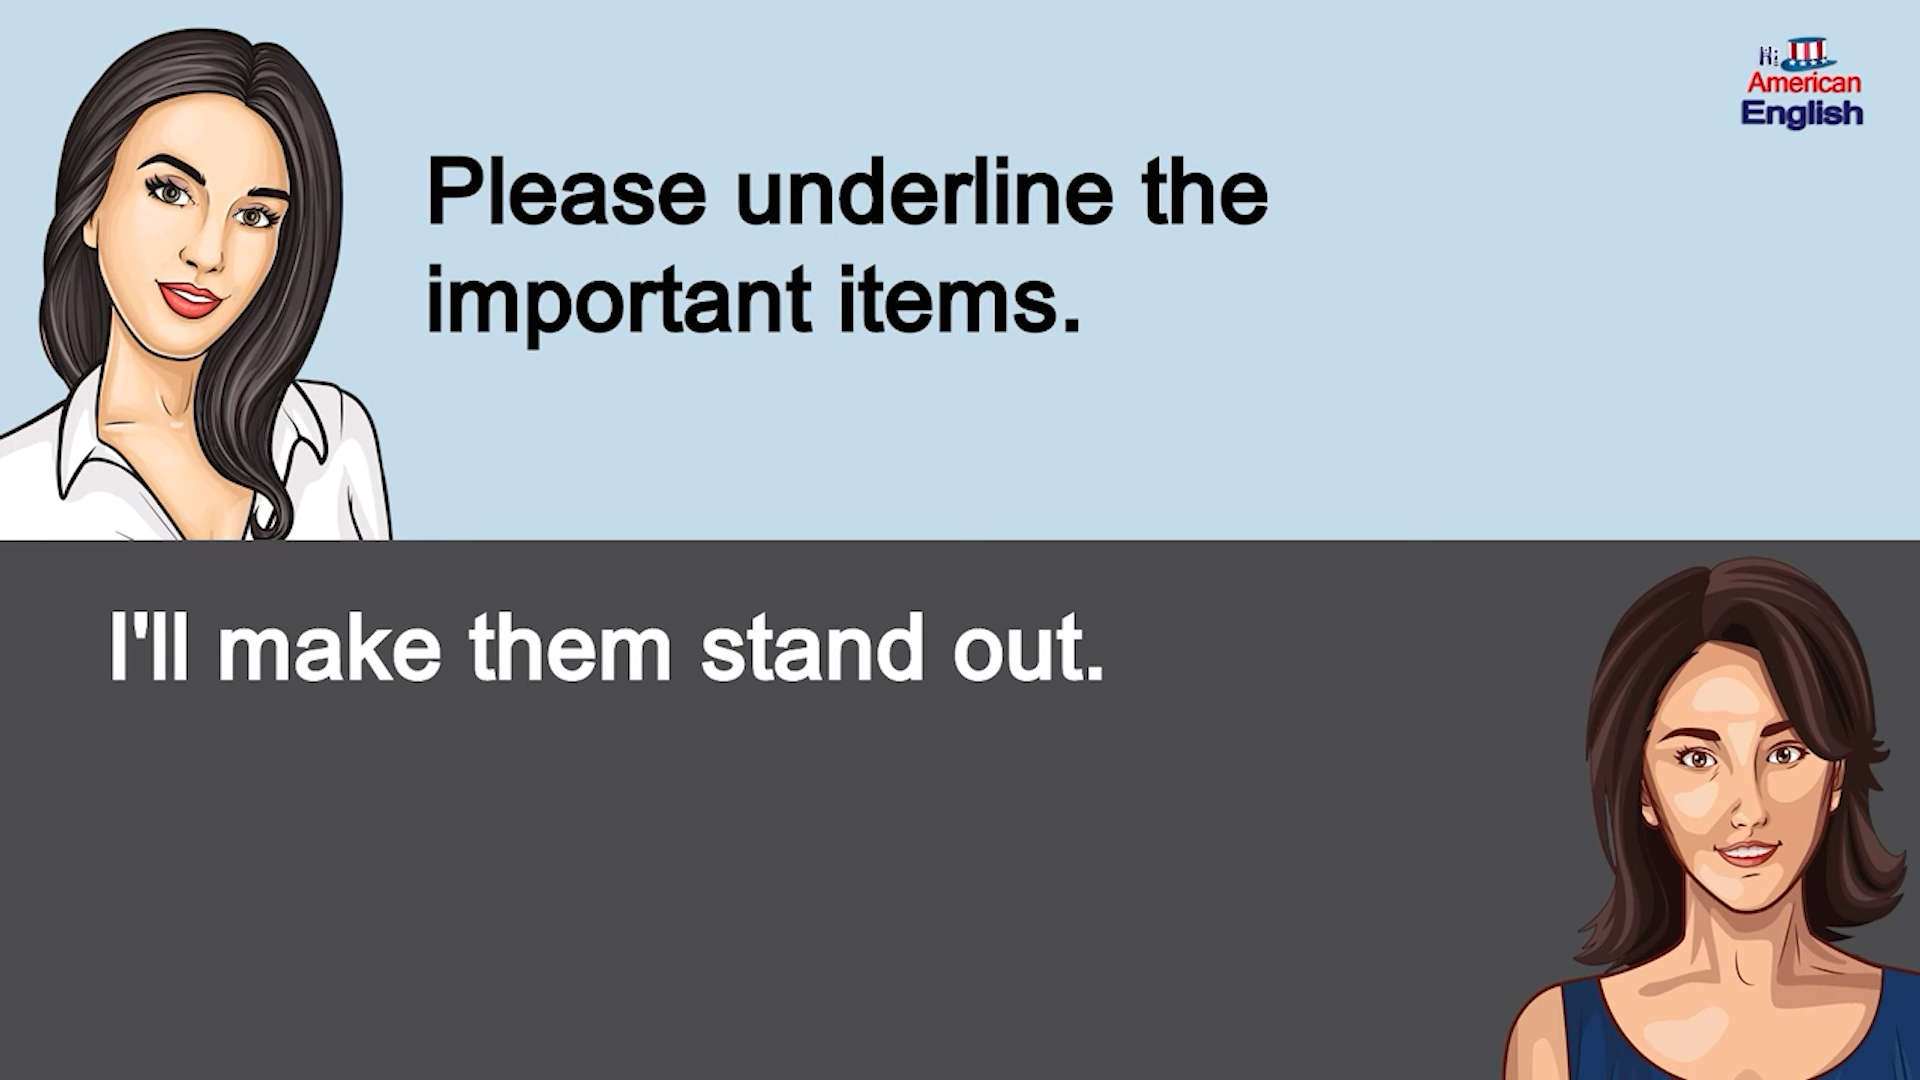 Hi
American
English
Please underline the
important items.
I'll make them stand out.